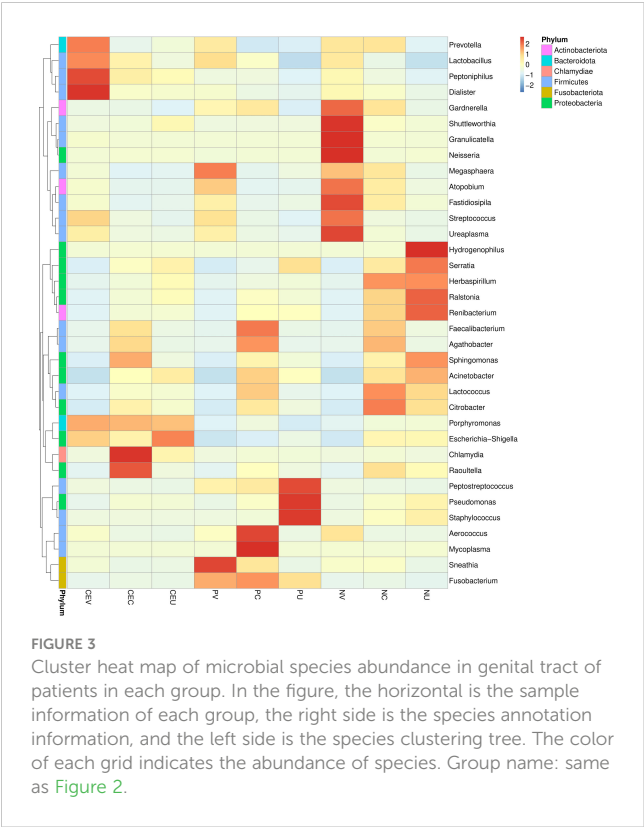 Prevotella
Lactobacillus
Peptoniphilus
Dialister
Gardnerella
Shuttleworthia
Granulicatella
Neisseria
Megasphaera
Atopobium
Fastidiosipila
Streptococcus
Ureaplasma
Hydrogenophilus
Serratia
Herbaspirillum
Ralstonia
Renibacterium
Faecalibacterium
Agathobacter
Sphingomonas
Acinetobacter
Lactococcus
Citrobacter
Porphyromonas
Escherichia−Shigella
Chlamydia
Raoultella
Peptostreptococcus
Pseudomonas
Staphylococcus
Aerococcus
Mycoplasma
Sneathia
Fusobacterium
2
1
0
−1
−2
Phylum
Actinobacteriota
Bacteroidota
Chlamydiae
Firmicutes
Fusobacteriota
Proteobacteria
Phylum
CEV
CEC
CEU
PV
PC
PU
NV
NC
NU
FIGURE 3
Cluster heat map of microbial species abundance in genital tract of
patients in each group. In the figure, the horizontal is the sample
information of each group, the right side is the species annotation
information, and the left side is the species clustering tree. The color
of each grid indicates the abundance of species. Group name: same
as Figure 2.